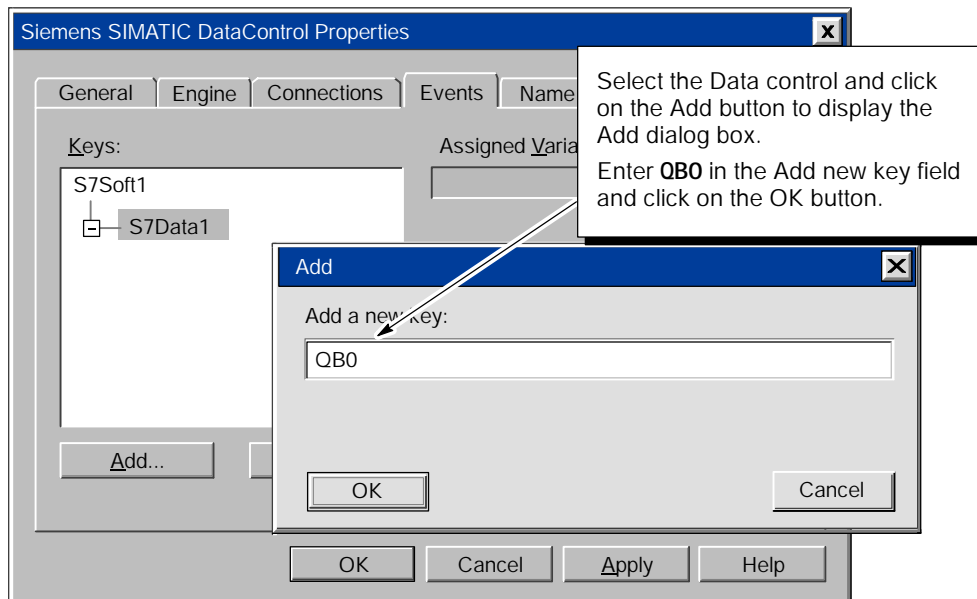 Siemens SIMATIC DataControl Properties
Select the Data control and click
on the Add button to display the
Add dialog box.
Enter QB0 in the Add new key field
and click on the OK button.
General
Engine
Connections
Events
Name
Keys:
Assigned Varia
S7Soft1
S7Data1
Add
Add a new key:
QB0
OK
Cancel
Add...
OK
Cancel
Apply
Help